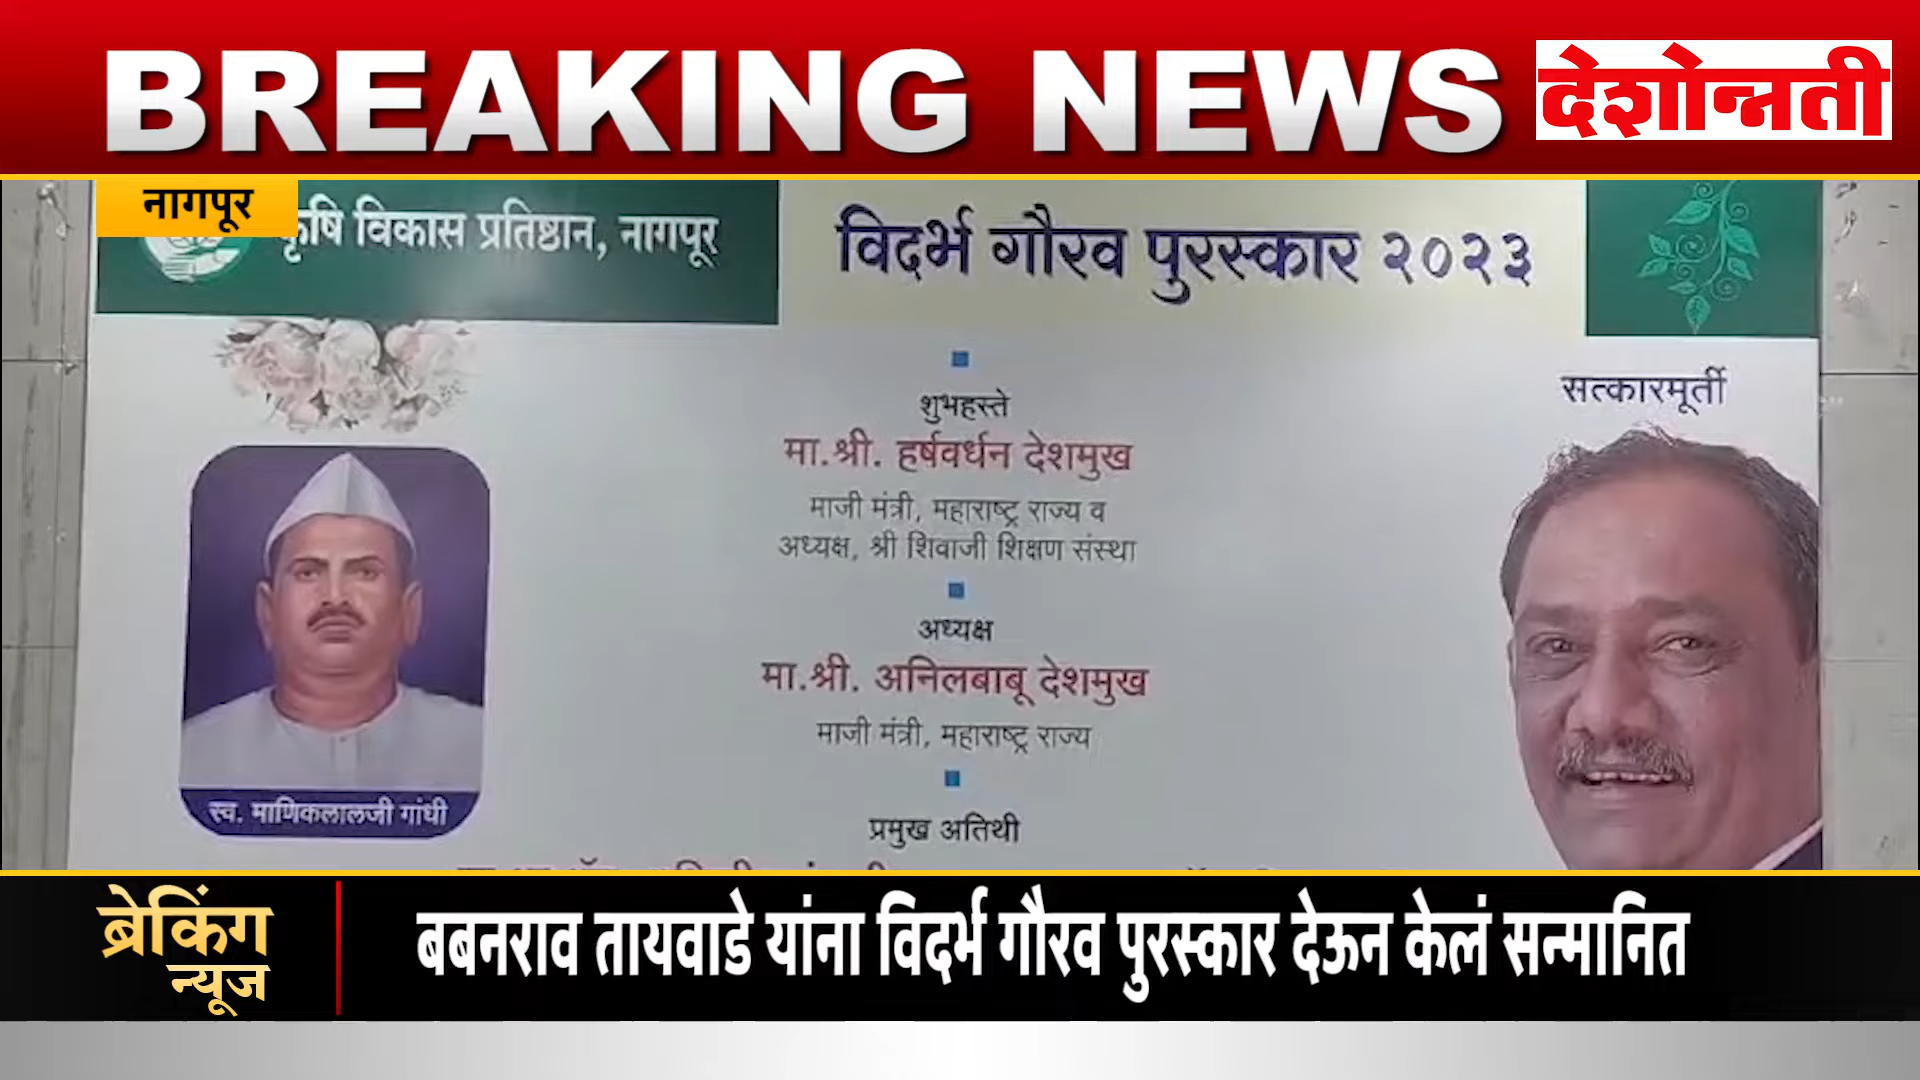 BREAKING NEWS
देशोन्नती
नागपूर
कृषि विकास प्रतिष्ठान, नागपूर
विदर्भ गौरव पुरस्कार २०२३
शुभहस्ते
मा.श्री. हर्षवर्धन देशमुख
माजी मंत्री, महाराष्ट्र राज्य व
अध्यक्ष, श्री शिवाजी शिक्षण संस्था
सत्कारमूर्ती
अध्यक्ष
मा.श्री. अनिलबाबू देशमुख
माजी मंत्री, महाराष्ट्र राज्य
स्व. माणिकलालजी गांधी
प्रमुख अतिथी
ब्रेकिंग
न्यूज
बबनराव तायवाडे यांना विदर्भ गौरव पुरस्कार देऊन केलं सन्मानित